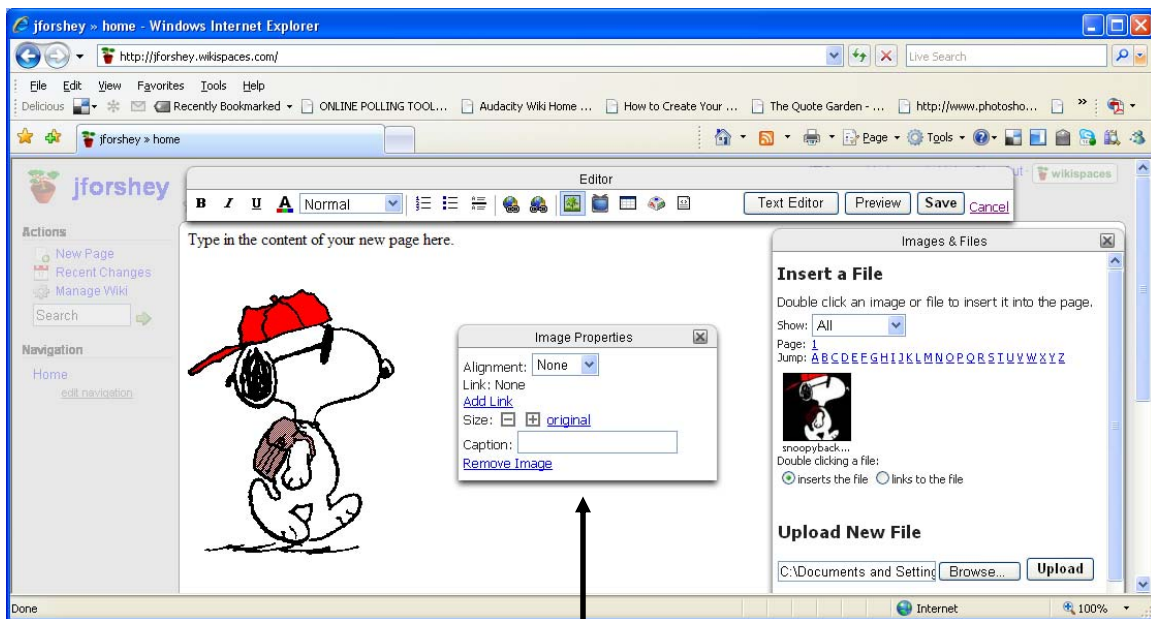 jforshey » home - Windows Internet Explorer
http://jforshey.wikispaces.com/
Live Search
File Edit View Favorites Tools Help
Delicious Recently Bookmarked ONLINE POLLING TOOL... Audacity Wiki Home ... How to Create Your ... The Quote Garden - ... http://www.photosho... »
jforshey » home
Page Tools
jforshey
wikispaces
Editor
B I U A Normal Text Editor Preview Save Cancel
Actions
New Page
Recent Changes
Manage Wiki
Search
Navigation
Home
edit navigation
Type in the content of your new page here.
Image Properties
Alignment: None
Link: None
Add Link
Size: original
Caption:
Remove Image
Images & Files
Insert a File
Double click an image or file to insert it into the page.
Show: All
Page: 1
Jump: A B C D E F G H I J K L M N O P Q R S T U V W X Y Z
snoopyback...
Double clicking a file:
inserts the file links to the file
Upload New File
C:\Documents and Setting Browse... Upload
Done Internet 100%